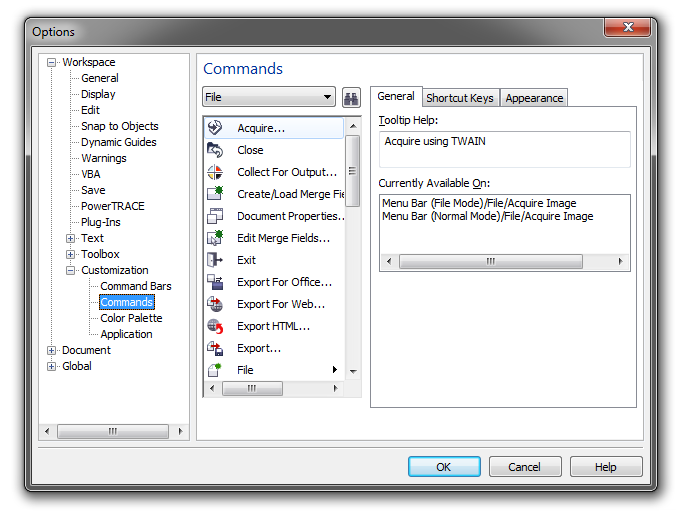 Options
Workspace
General
Display
Edit
Snap to Objects
Dynamic Guides
Warnings
VBA
Save
PowerTRACE
Plug-Ins
Text
Toolbox
Customization
Command Bars
Commands
Color Palette
Application
Document
Global
Commands
File
Acquire...
Close
Collect For Output...
Create/Load Merge Fie
Document Properties..
Edit Merge Fields...
Exit
Export For Office...
Export For Web...
Export HTML...
Export...
File
General Shortcut Keys Appearance
Tooltip Help:
Acquire using TWAIN
Currently Available On:
Menu Bar (File Mode)/File/Acquire Image
Menu Bar (Normal Mode)/File/Acquire Image
OK Cancel Help